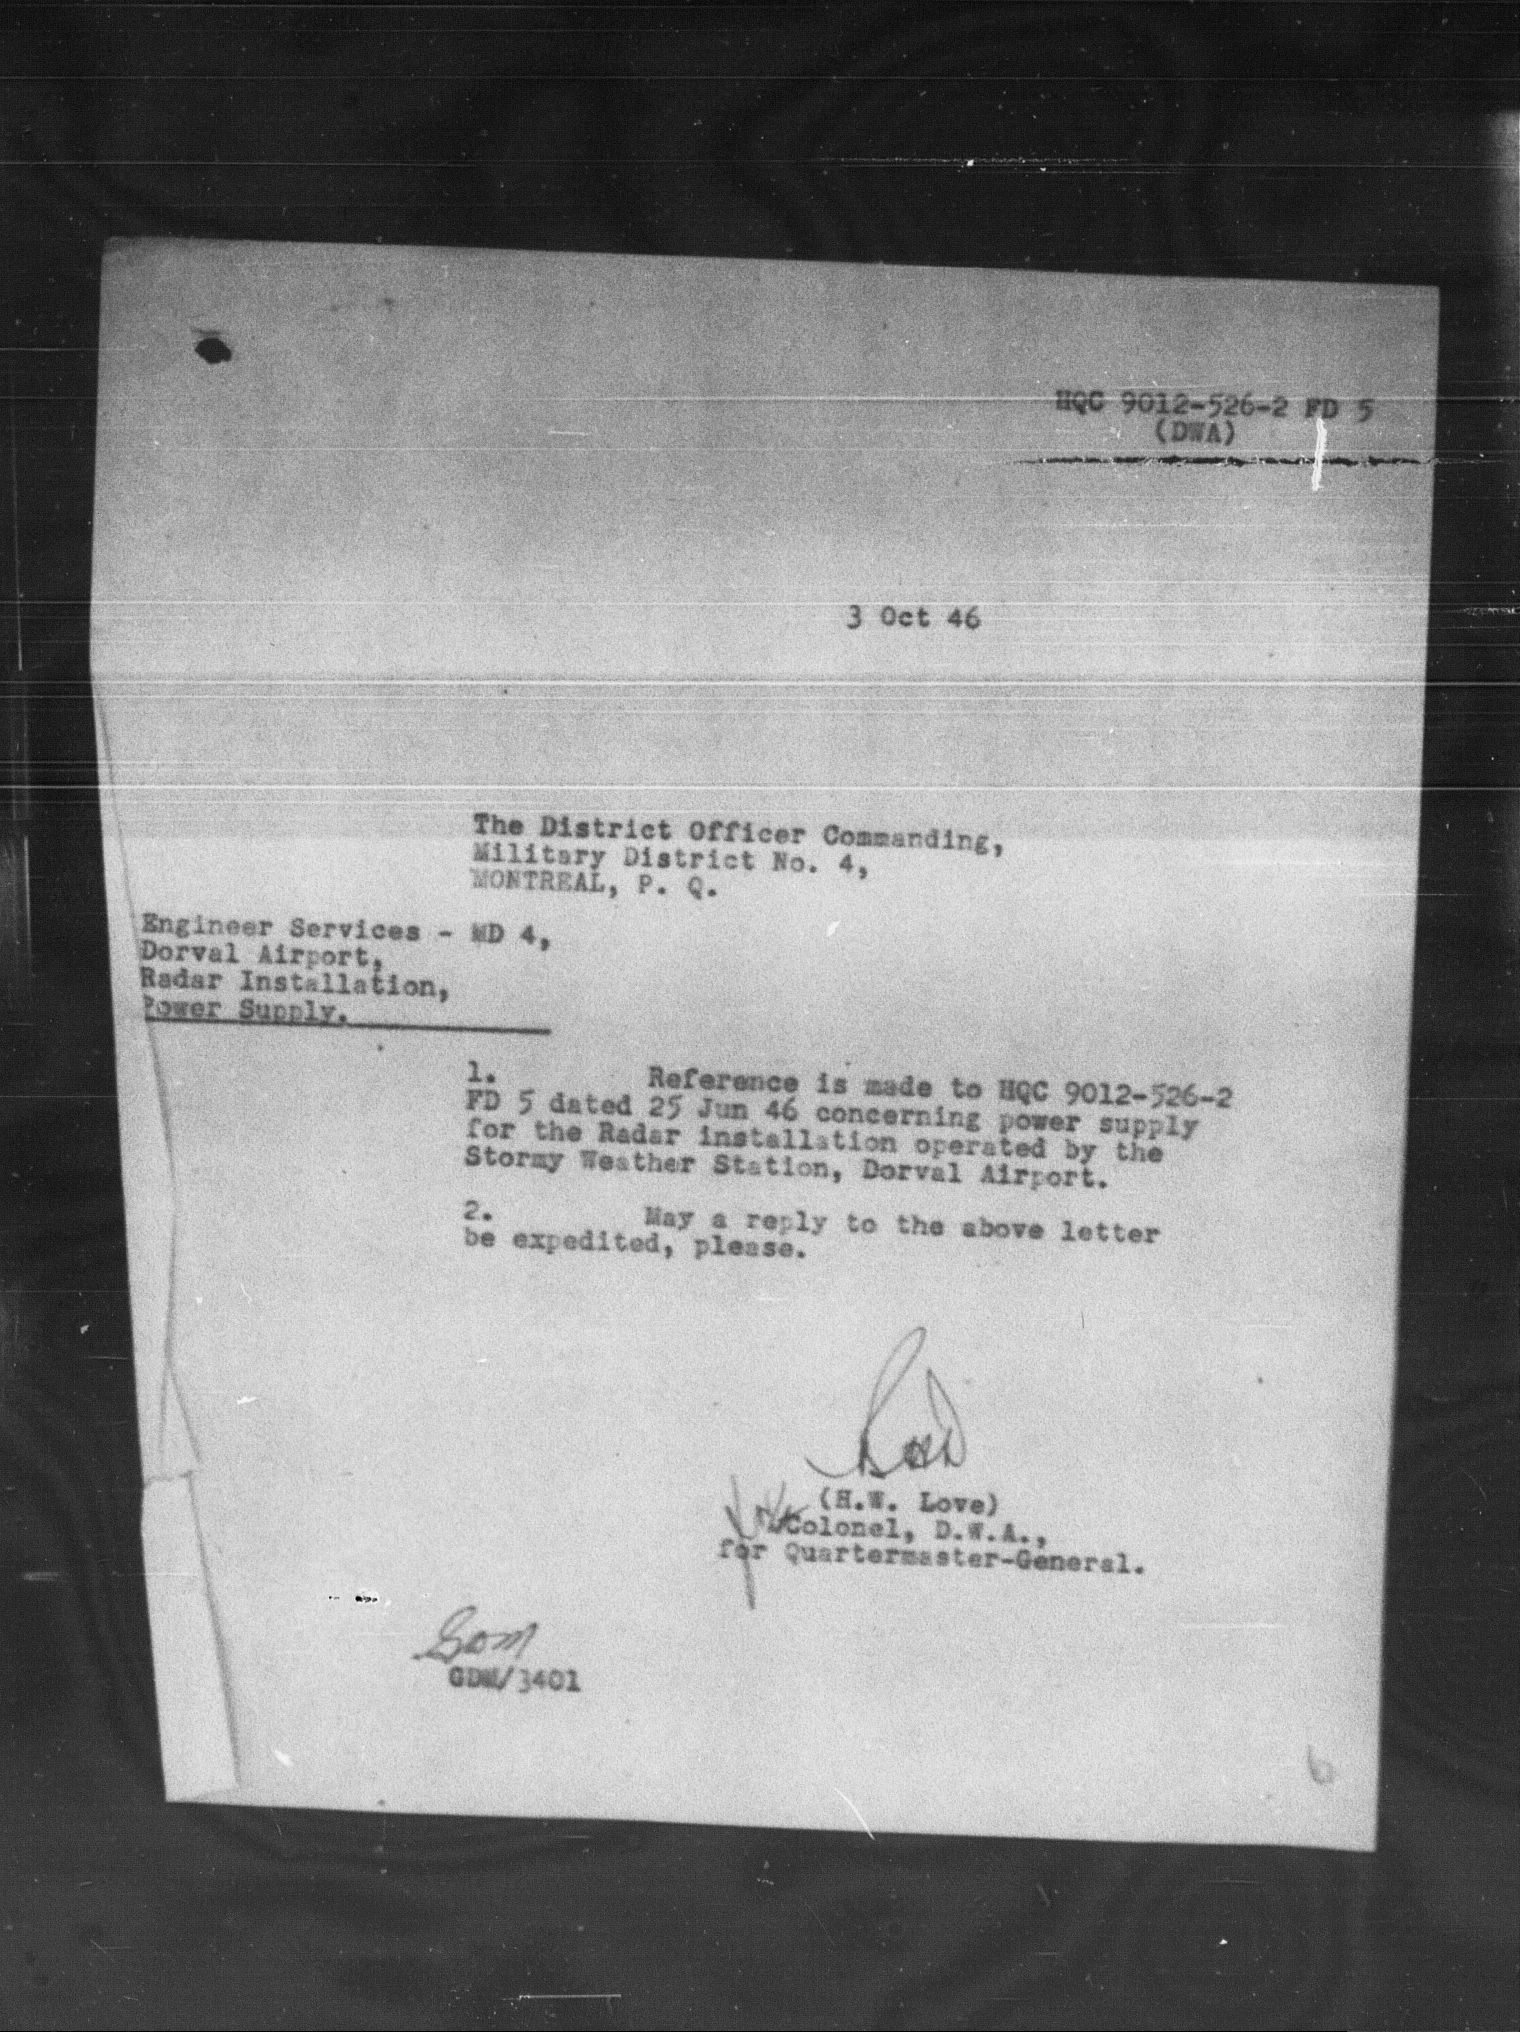 HQC 9012-526-2 FD 5
(DWA)
3 Oct 46
The District Officer Commanding,
Military District No. 4,
MONTREAL, P. Q.
Engineer Services - MD 4,
Dorval Airport,
Radar Installation,
Power Supply.
1. Reference is made to HQC 9012-526-2
FD 5 dated 25 Jun 46 concerning power supply
for the Radar installation operated by the
Stormy Weather Station, Dorval Airport.
2. May a reply to the above letter
be expedited, please.
(H.W. Love)
Colonel, D.W.A.,
for Quartermaster-General.
GDM/3401
6